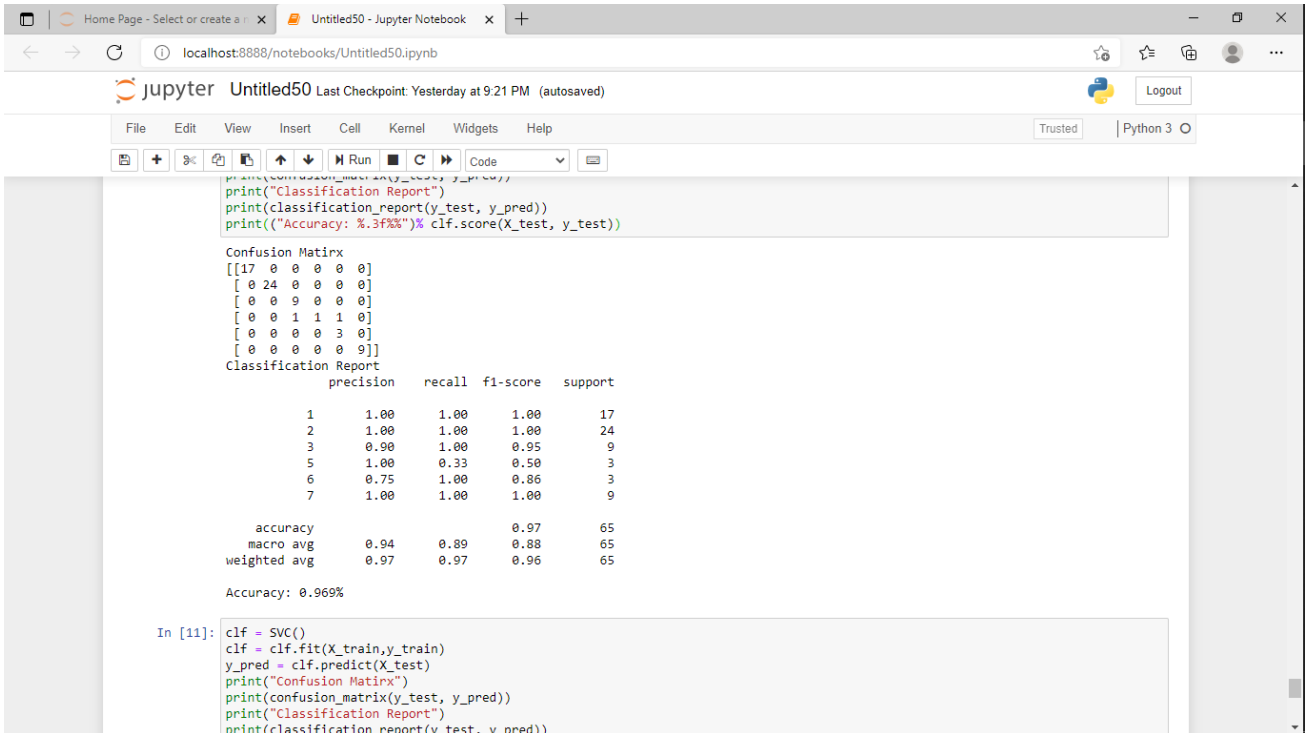 Home Page - Select or create a n
Untitled50 - Jupyter Notebook
localhost:8888/notebooks/Untitled50.ipynb
jupyter Untitled50 Last Checkpoint: Yesterday at 9:21 PM (autosaved)
Logout
File Edit View Insert Cell Kernel Widgets Help
Trusted Python 3
Run Code
print(confusion_matrix(y_test, y_pred))
print("Classification Report")
print(classification_report(y_test, y_pred))
print(("Accuracy: %.3f%%")% clf.score(X_test, y_test))
Confusion Matirx
[[17  0  0  0  0  0]
 [ 0 24  0  0  0  0]
 [ 0  0  9  0  0  0]
 [ 0  0  1  1  1  0]
 [ 0  0  0  0  3  0]
 [ 0  0  0  0  0  9]]
Classification Report
precision recall f1-score support
1 1.00 1.00 1.00 17
2 1.00 1.00 1.00 24
3 0.90 1.00 0.95 9
5 1.00 0.33 0.50 3
6 0.75 1.00 0.86 3
7 1.00 1.00 1.00 9
accuracy 0.97 65
macro avg 0.94 0.89 0.88 65
weighted avg 0.97 0.97 0.96 65
Accuracy: 0.969%
In [11]: clf = SVC()
clf = clf.fit(X_train,y_train)
y_pred = clf.predict(X_test)
print("Confusion Matirx")
print(confusion_matrix(y_test, y_pred))
print("Classification Report")
print(classification_report(y_test, y_pred))